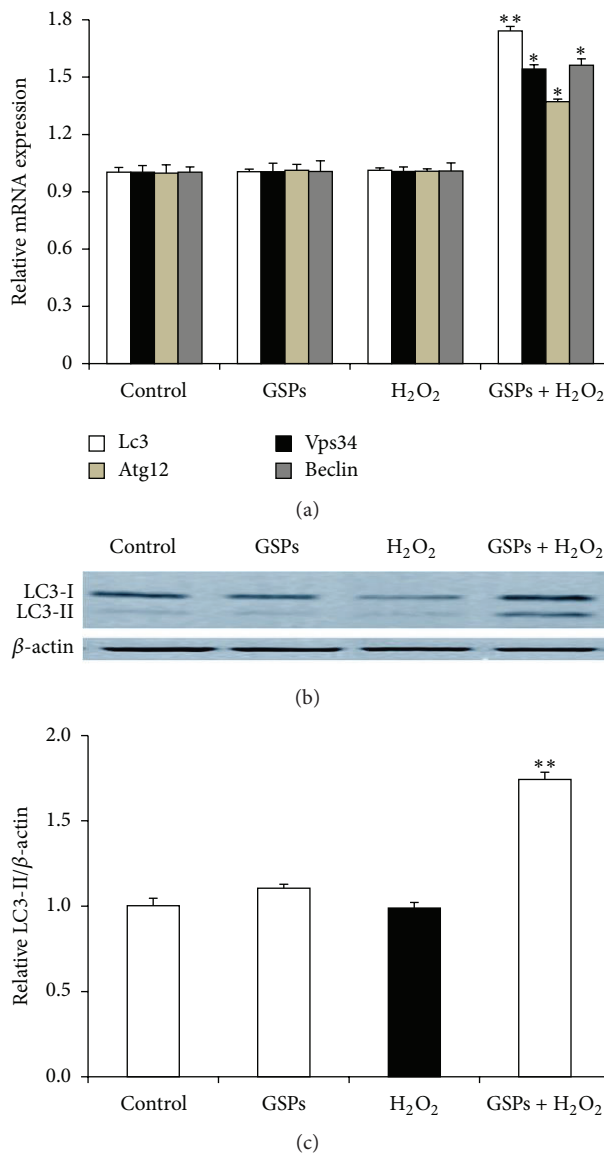 1.8
1.5
1.2
0.9
0.6
0.3
0
Relative mRNA expression
** * * *
Control GSPs H₂O₂ GSPs + H₂O₂
Lc3 Vps34
Atg12 Beclin
(a)
Control GSPs H₂O₂ GSPs + H₂O₂
LC3-I
LC3-II
β-actin
(b)
2.0
1.5
1.0
0.5
0.0
Relative LC3-II/β-actin
**
Control GSPs H₂O₂ GSPs + H₂O₂
(c)